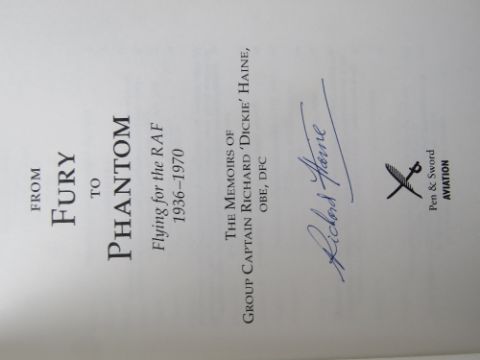 FROM
FURY
TO
PHANTOM
Flying for the RAF
1936–1970
THE MEMOIRS OF
GROUP CAPTAIN RICHARD 'DICKIE' HAINE,
OBE, DFC
Richard Haine
Pen & Sword
AVIATION